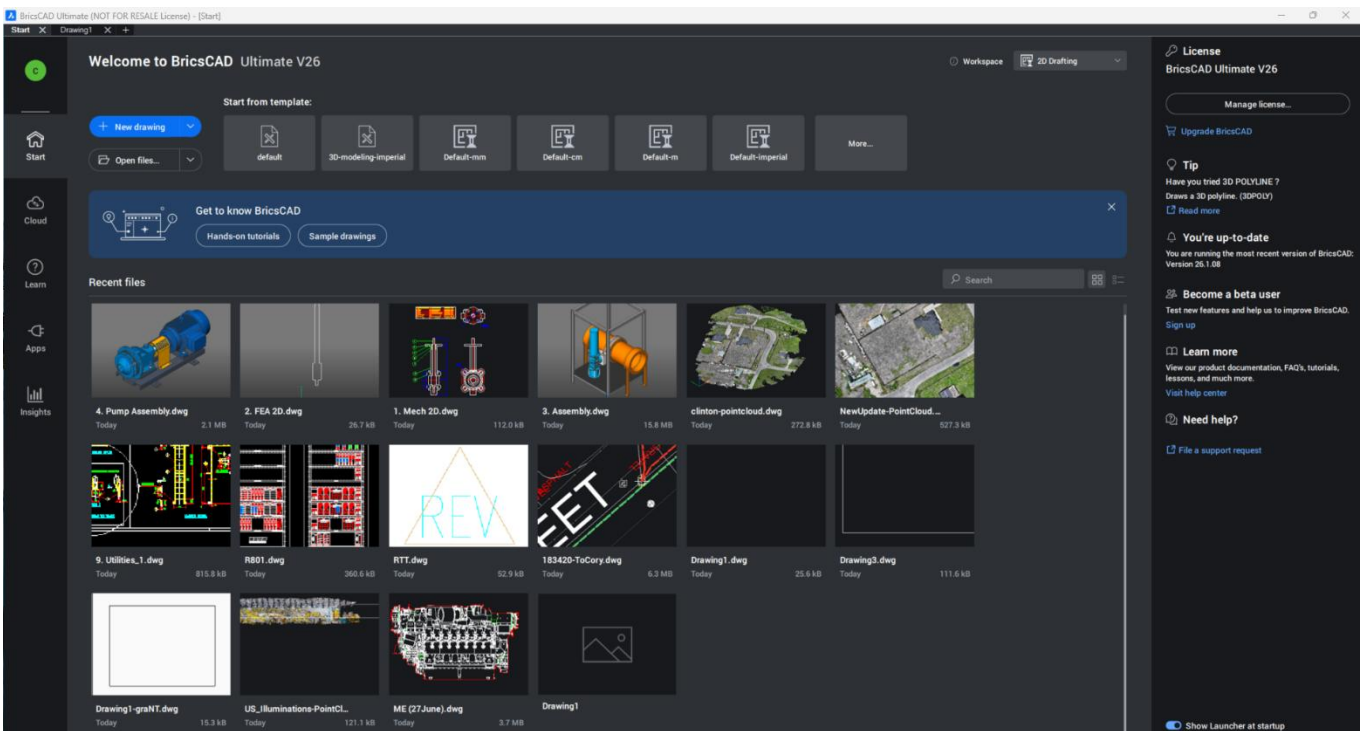 BricsCAD Ultimate (NOT FOR RESALE License) - [Start]
Start
Drawing1
C
Welcome to BricsCAD Ultimate V26
Workspace
2D Drafting
Start from template:
New drawing
Open files...
default
3D-modeling-imperial
Default-mm
Default-cm
Default-m
Default-imperial
More...
Start
Cloud
Learn
Apps
Insights
Get to know BricsCAD
Hands-on tutorials
Sample drawings
Recent files
Search
4. Pump Assembly.dwg
Today 2.1 MB
2. FEA 2D.dwg
Today 26.7 kB
1. Mech 2D.dwg
Today 112.0 kB
3. Assembly.dwg
Today 15.8 MB
clinton-pointcloud.dwg
Today 272.8 kB
NewUpdate-PointCloud....
Today 527.3 kB
REV
EET
9. Utilities_1.dwg
Today 815.8 kB
R801.dwg
Today 360.6 kB
RTT.dwg
Today 52.9 kB
183420-ToCory.dwg
Today 6.3 MB
Drawing1.dwg
Today 25.6 kB
Drawing3.dwg
Today 111.6 kB
Drawing1-graNT.dwg
Today 15.3 kB
US_Illuminations-PointCl...
Today 121.1 kB
ME (27June).dwg
Today 3.7 MB
Drawing1
License
BricsCAD Ultimate V26
Manage license...
Upgrade BricsCAD
Tip
Have you tried 3D POLYLINE ?
Draws a 3D polyline. (3DPOLY)
Read more
You're up-to-date
You are running the most recent version of BricsCAD:
Version 26.1.08
Become a beta user
Test new features and help us to improve BricsCAD.
Sign up
Learn more
View our product documentation, FAQ's, tutorials,
lessons, and much more.
Visit help center
Need help?
File a support request
Show Launcher at startup